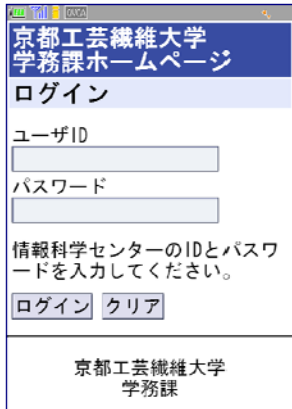 京都工芸繊維大学
学務課ホームページ
ログイン
ユーザID
パスワード
情報科学センターのIDとパスワ
ードを入力してください。
ログイン クリア
京都工芸繊維大学
学務課